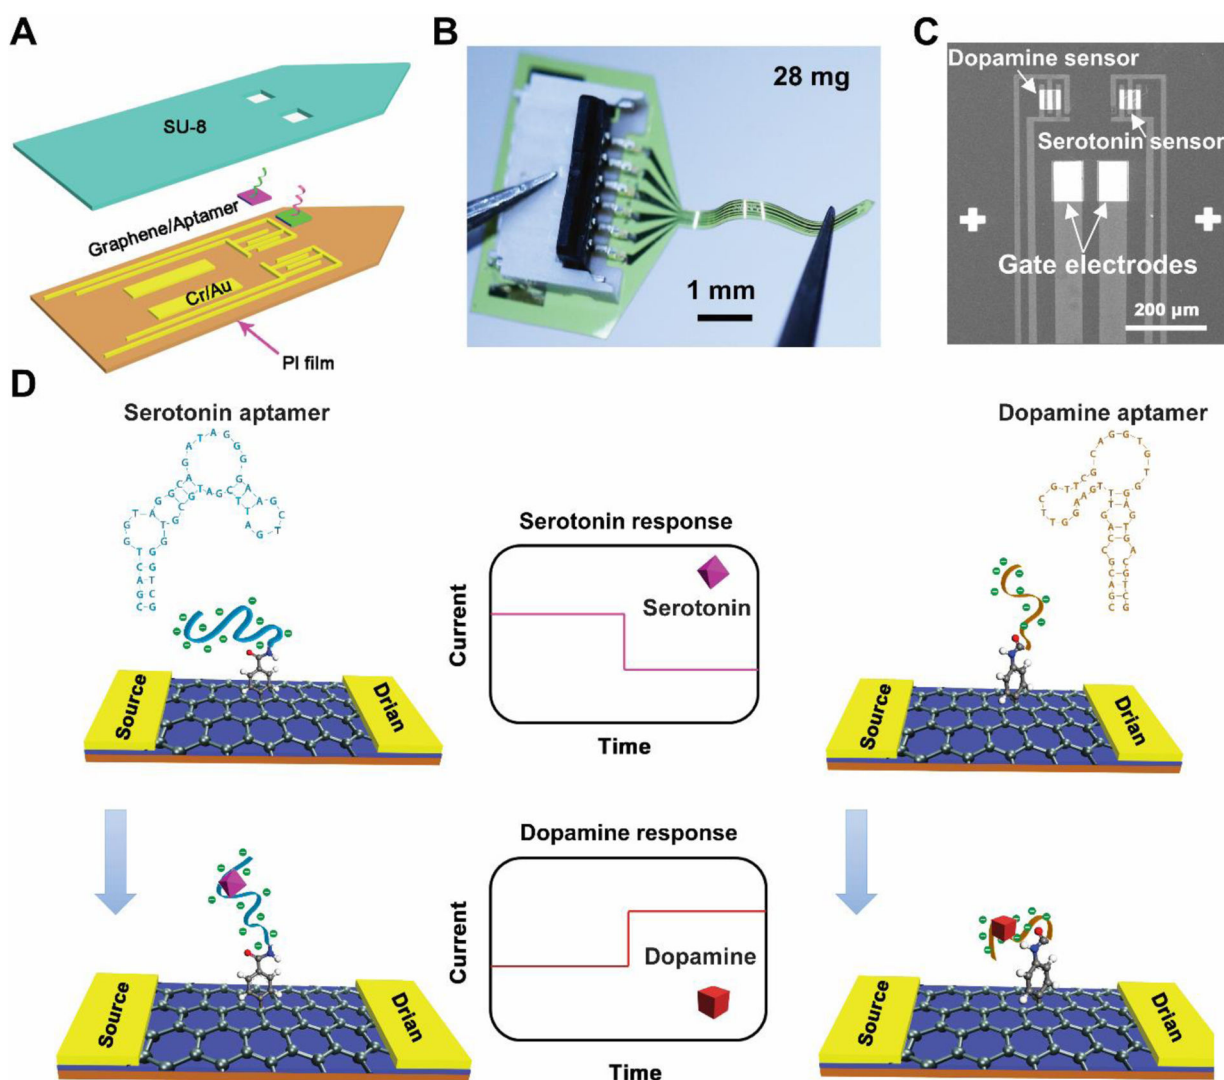 A
SU-8
Graphene/Aptamer
Cr/Au
PI film
B
28 mg
1 mm
C
Dopamine sensor
Serotonin sensor
Gate electrodes
200 µm
D
Serotonin aptamer
Source
Drian
Serotonin response
Current
Serotonin
Time
Dopamine aptamer
Source
Drian
Source
Drian
Dopamine response
Current
Dopamine
Time
Source
Drian